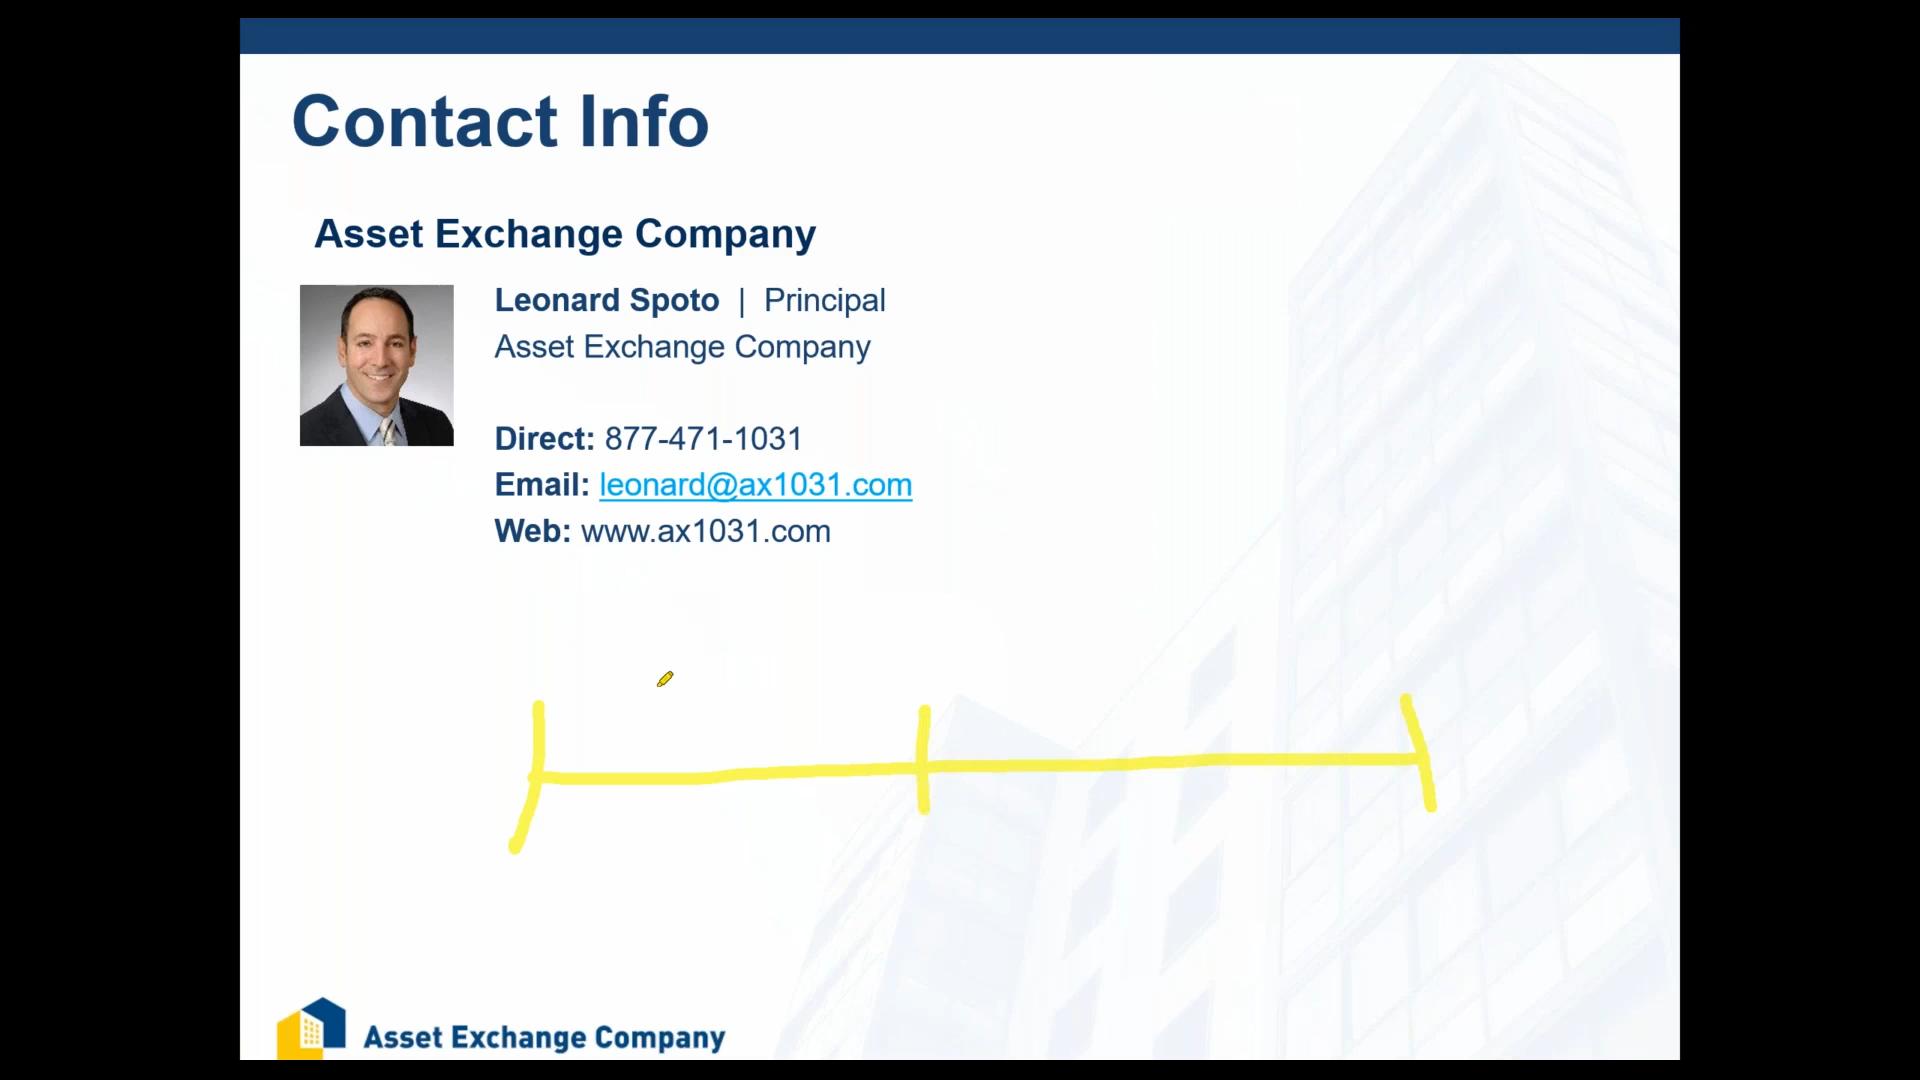 Contact Info
Asset Exchange Company
Leonard Spoto | Principal
Asset Exchange Company
Direct: 877-471-1031
Email: leonard@ax1031.com
Web: www.ax1031.com
Asset Exchange Company